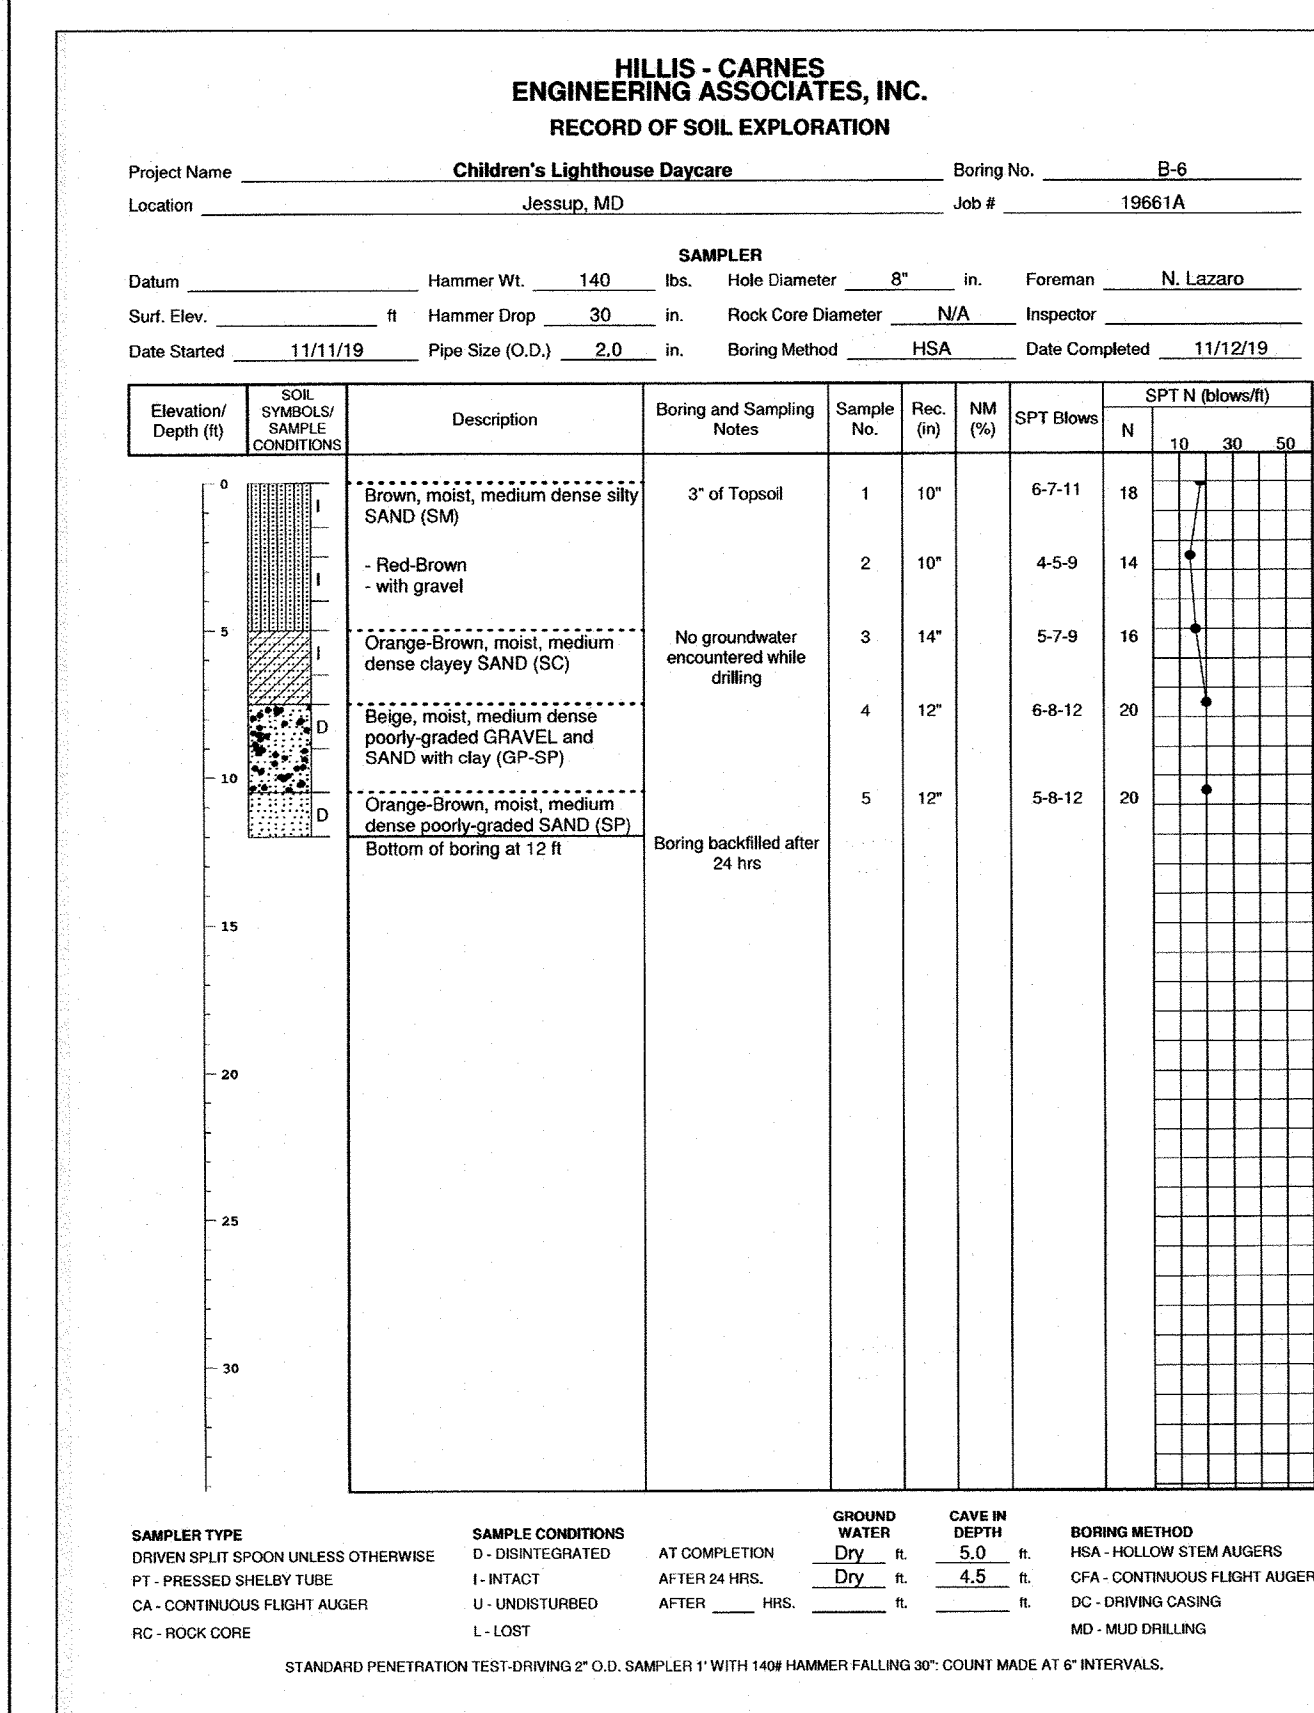 HILLIS - CARNES
ENGINEERING ASSOCIATES, INC.
RECORD OF SOIL EXPLORATION
Project Name Children's Lighthouse Daycare Boring No. B-6
Location Jessup, MD Job # 19661A
SAMPLER
Datum Hammer Wt. 140 lbs. Hole Diameter 8" in. Foreman N. Lazaro
Surf. Elev. ft Hammer Drop 30 in. Rock Core Diameter N/A Inspector
Date Started 11/11/19 Pipe Size (O.D.) 2.0 in. Boring Method HSA Date Completed 11/12/19
Elevation/
Depth (ft)
SOIL
SYMBOLS/
SAMPLE
CONDITIONS
Description
Boring and Sampling
Notes
Sample
No.
Rec.
(in)
NM
(%)
SPT Blows
SPT N (blows/ft)
N
10 30 50
0
I
Brown, moist, medium dense silty
SAND (SM)
3" of Topsoil
1 10" 6-7-11 18
I
- Red-Brown
- with gravel
2 10" 4-5-9 14
5
I
Orange-Brown, moist, medium
dense clayey SAND (SC)
No groundwater
encountered while
drilling
3 14" 5-7-9 16
D
Beige, moist, medium dense
poorly-graded GRAVEL and
SAND with clay (GP-SP)
4 12" 6-8-12 20
10
D
Orange-Brown, moist, medium
dense poorly-graded SAND (SP)
5 12" 5-8-12 20
Bottom of boring at 12 ft
Boring backfilled after
24 hrs
15
20
25
30
SAMPLER TYPE
DRIVEN SPLIT SPOON UNLESS OTHERWISE
PT - PRESSED SHELBY TUBE
CA - CONTINUOUS FLIGHT AUGER
RC - ROCK CORE
SAMPLE CONDITIONS
D - DISINTEGRATED
I - INTACT
U - UNDISTURBED
L - LOST
GROUND
WATER
CAVE IN
DEPTH
AT COMPLETION Dry ft. 5.0 ft.
AFTER 24 HRS. Dry ft. 4.5 ft.
AFTER HRS. ft. ft.
BORING METHOD
HSA - HOLLOW STEM AUGERS
CFA - CONTINUOUS FLIGHT AUGER
DC - DRIVING CASING
MD - MUD DRILLING
STANDARD PENETRATION TEST-DRIVING 2" O.D. SAMPLER 1' WITH 140# HAMMER FALLING 30": COUNT MADE AT 6" INTERVALS.